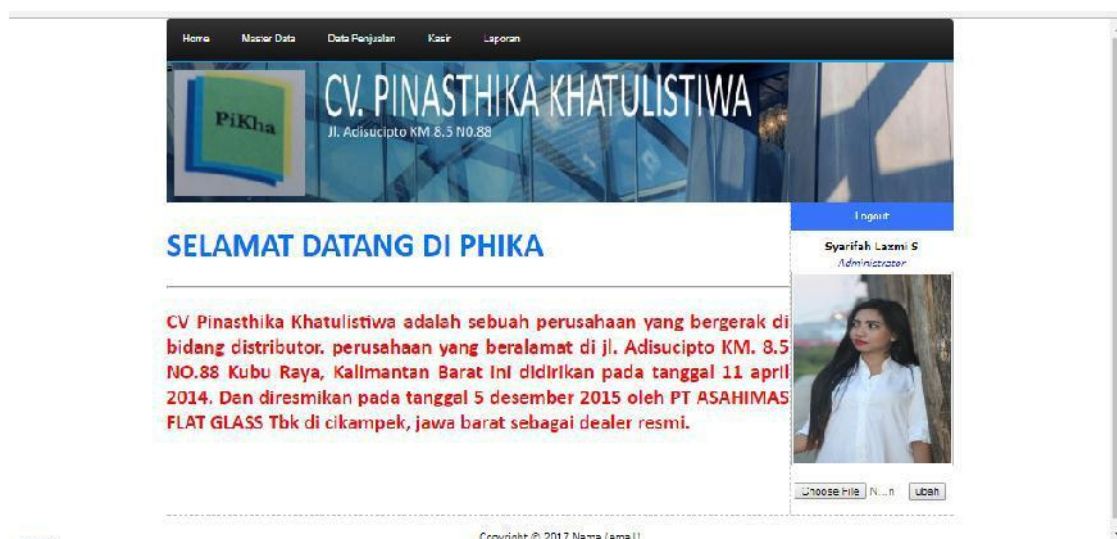 Home Master Data Data Penjualan Kasir Laporan
PiKha
CV. PINASTHIKA KHATULISTIWA
Jl. Adisucipto KM 8.5 N0.88
Logout
Syarifah Laxmi S
Administrator
SELAMAT DATANG DI PHIKA
CV Pinasthika Khatulistiwa adalah sebuah perusahaan yang bergerak di
bidang distributor. perusahaan yang beralamat di jl. Adisucipto KM. 8.5
NO.88 Kubu Raya, Kalimantan Barat ini didirikan pada tanggal 11 april
2014. Dan diresmikan pada tanggal 5 desember 2015 oleh PT ASAHIMAS
FLAT GLASS Tbk di cikampek, jawa barat sebagai dealer resmi.
Choose File N...n ubah
Copyright © 2017 Nama